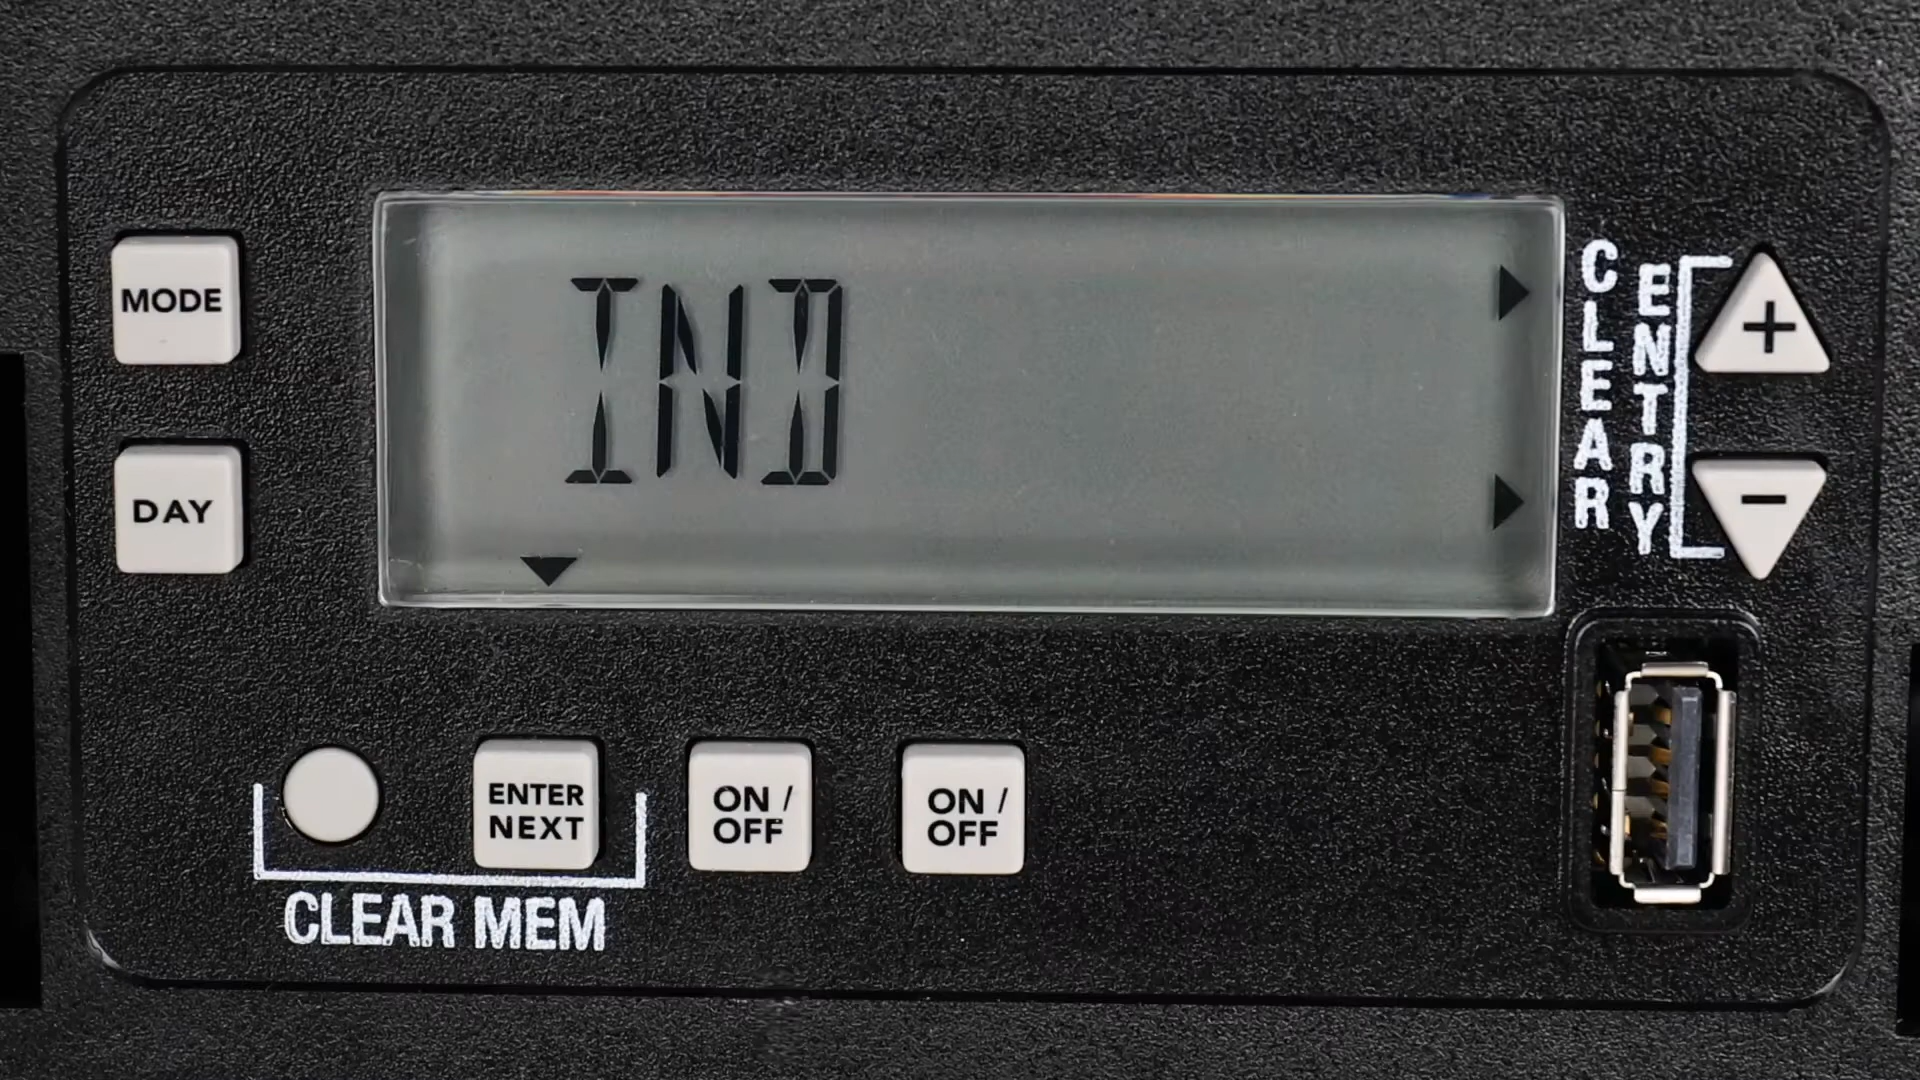 IND
MODE
DAY
CLEAR
ENTRY
+
-
ENTER
NEXT
ON /
OFF
ON /
OFF
CLEAR MEM